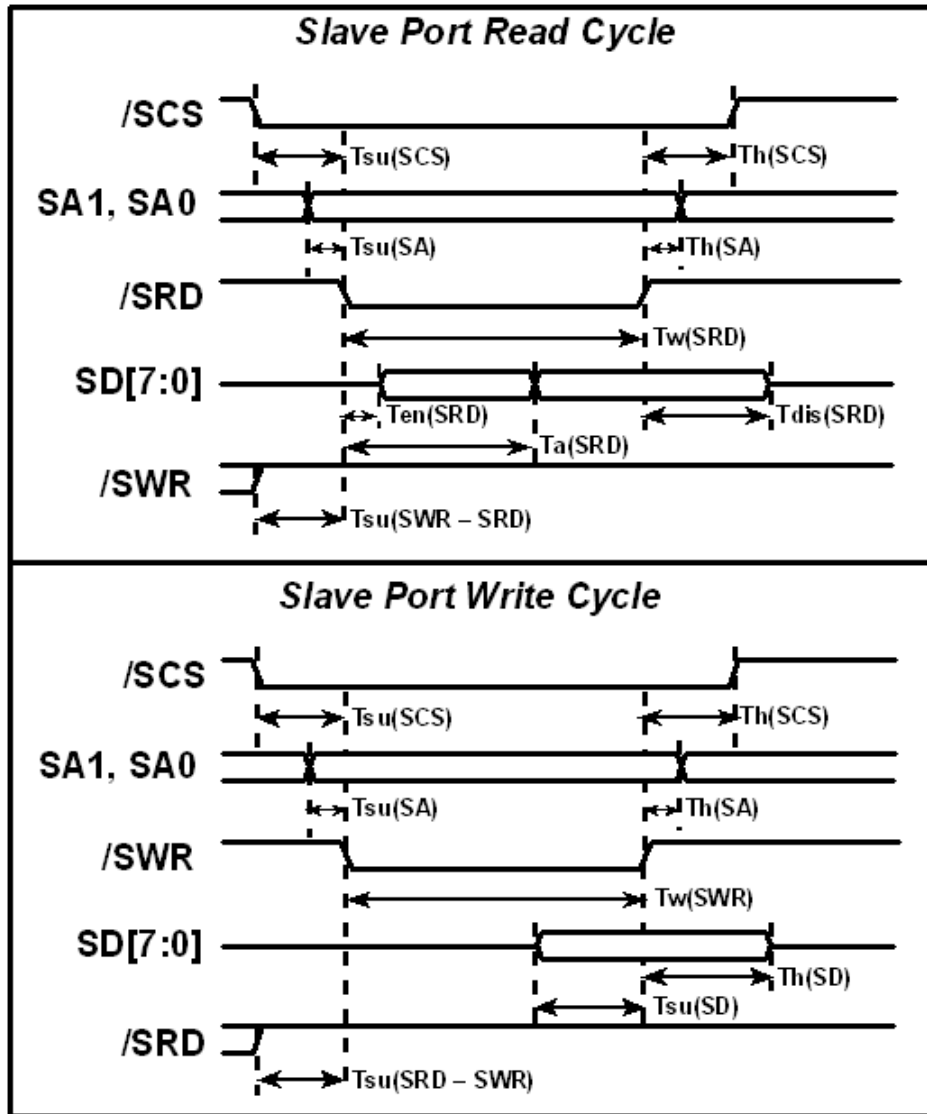 Slave Port Read Cycle
/SCS
Tsu(SCS)
Th(SCS)
SA1, SA0
Tsu(SA)
Th(SA)
/SRD
Tw(SRD)
SD[7:0]
Ten(SRD)
Tdis(SRD)
Ta(SRD)
/SWR
Tsu(SWR – SRD)
Slave Port Write Cycle
/SCS
Tsu(SCS)
Th(SCS)
SA1, SA0
Tsu(SA)
Th(SA)
/SWR
Tw(SWR)
SD[7:0]
Th(SD)
Tsu(SD)
/SRD
Tsu(SRD – SWR)